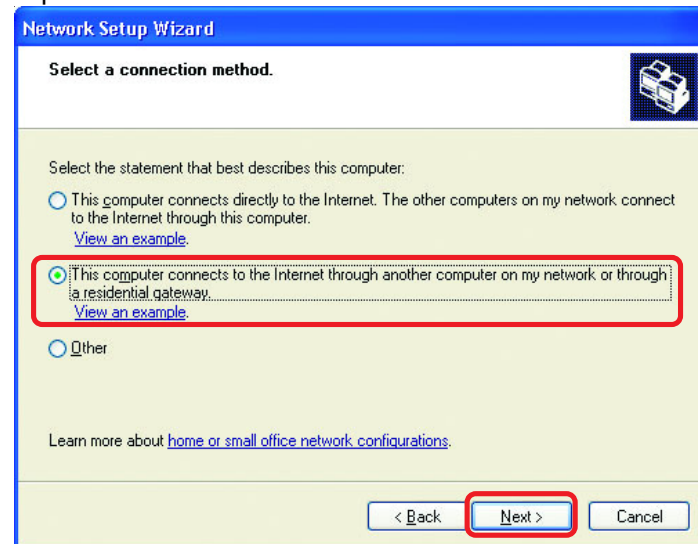 Network Setup Wizard
Select a connection method.
Select the statement that best describes this computer:
This computer connects directly to the Internet. The other computers on my network connect
to the Internet through this computer.
View an example.
This computer connects to the Internet through another computer on my network or through
a residential gateway.
View an example.
Other
Learn more about home or small office network configurations.
< Back Next > Cancel